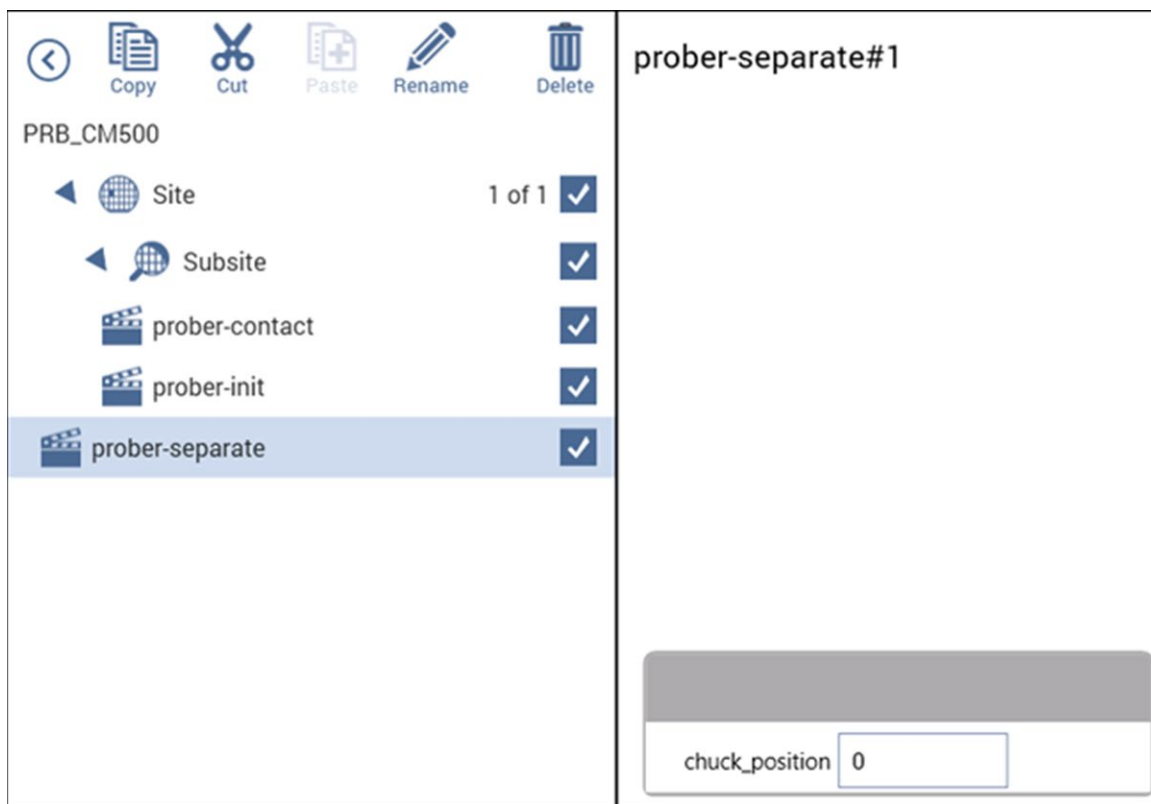 Copy Cut Paste Rename Delete
PRB_CM500
Site 1 of 1
Subsite
prober-contact
prober-init
prober-separate
prober-separate#1
chuck_position 0